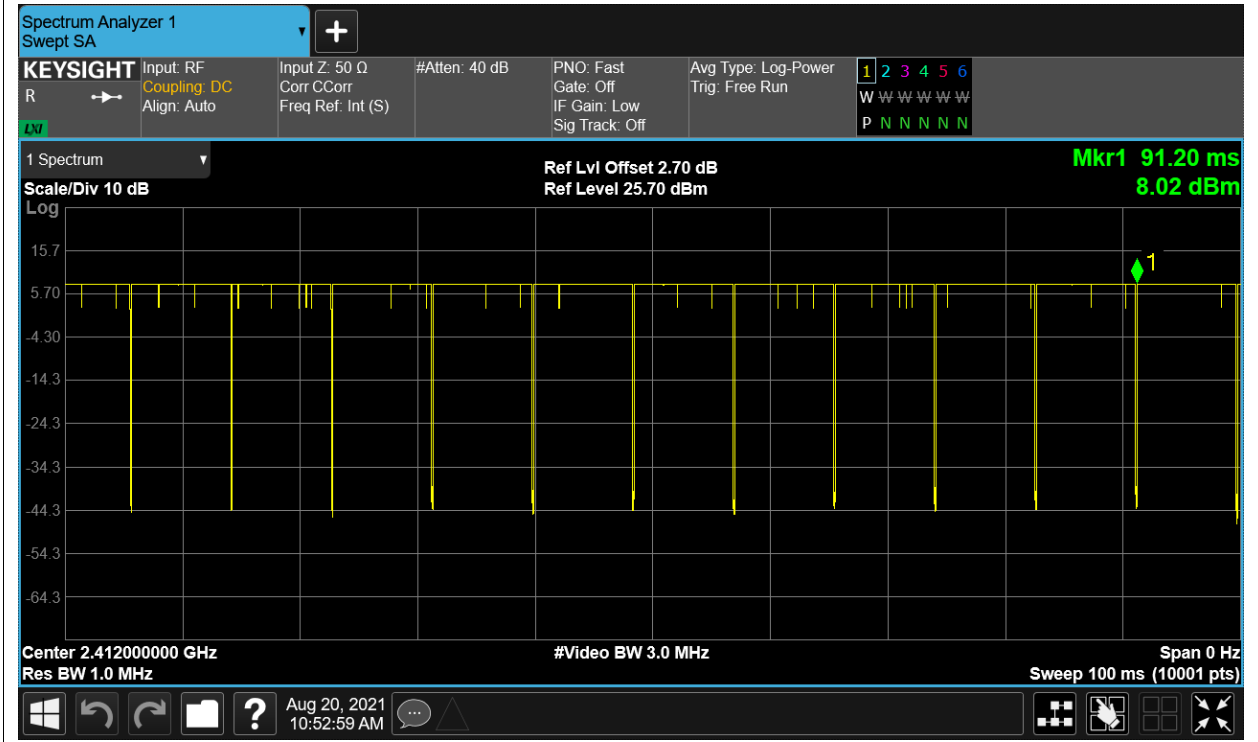 Spectrum Analyzer 1
Swept SA
KEYSIGHT
R
LXI
Input: RF
Coupling: DC
Align: Auto
Input Z: 50 Ω
Corr CCorr
Freq Ref: Int (S)
#Atten: 40 dB
PNO: Fast
Gate: Off
IF Gain: Low
Sig Track: Off
Avg Type: Log-Power
Trig: Free Run
1 2 3 4 5 6
W W W W W W
P N N N N N
1 Spectrum
Scale/Div 10 dB
Log
Ref Lvl Offset 2.70 dB
Ref Level 25.70 dBm
Mkr1 91.20 ms
8.02 dBm
1
15.7
5.70
-4.30
-14.3
-24.3
-34.3
-44.3
-54.3
-64.3
Center 2.412000000 GHz
Res BW 1.0 MHz
#Video BW 3.0 MHz
Span 0 Hz
Sweep 100 ms (10001 pts)
?
Aug 20, 2021
10:52:59 AM